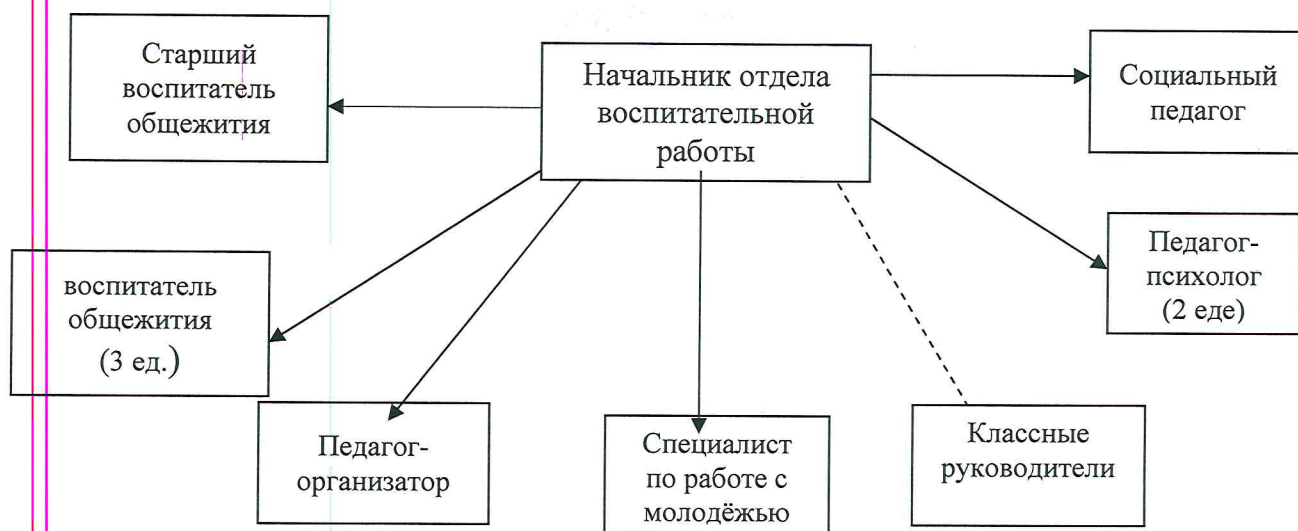 Старший
воспитатель
общежития
Начальник отдела
воспитательной
работы
Социальный
педагог
воспитатель
общежития
(3 ед.)
Педагог-
психолог
(2 еде)
Педагог-
организатор
Специалист
по работе с
молодёжью
Классные
руководители